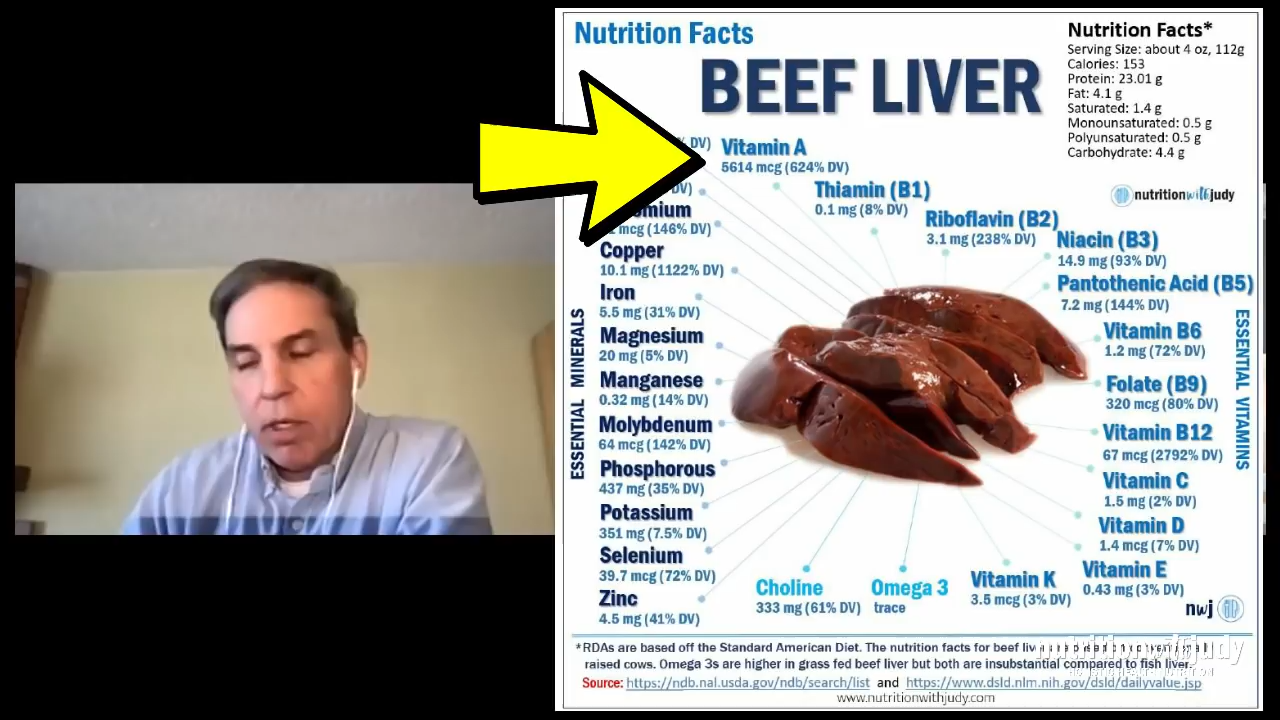 Nutrition Facts
BEEF LIVER
Nutrition Facts*
Serving Size: about 4 oz, 112g
Calories: 153
Protein: 23.01 g
Fat: 4.1 g
Saturated: 1.4 g
Monounsaturated: 0.5 g
Polyunsaturated: 0.5 g
Carbohydrate: 4.4 g
nutritionwithjudy
% DV)
Vitamin A
5614 mcg (624% DV)
DV)
Thiamin (B1)
0.1 mg (8% DV)
mium
mcg (146% DV)
Riboflavin (B2)
3.1 mg (238% DV)
Niacin (B3)
14.9 mg (93% DV)
Copper
10.1 mg (1122% DV)
Pantothenic Acid (B5)
7.2 mg (144% DV)
Iron
5.5 mg (31% DV)
Magnesium
20 mg (5% DV)
Vitamin B6
1.2 mg (72% DV)
Manganese
0.32 mg (14% DV)
Folate (B9)
320 mcg (80% DV)
Molybdenum
64 mcg (142% DV)
Vitamin B12
67 mcg (2792% DV)
Phosphorous
437 mg (35% DV)
Vitamin C
1.5 mg (2% DV)
Potassium
351 mg (7.5% DV)
Vitamin D
1.4 mcg (7% DV)
Selenium
39.7 mcg (72% DV)
Vitamin E
0.43 mg (3% DV)
Zinc
4.5 mg (41% DV)
Choline
333 mg (61% DV)
Omega 3
trace
Vitamin K
3.5 mcg (3% DV)
ESSENTIAL MINERALS
ESSENTIAL VITAMINS
nwj
*RDAs are based off the Standard American Diet. The nutrition facts for beef liver
raised cows. Omega 3s are higher in grass fed beef liver but both are insubstantial compared to fish liver.
Source: https://ndb.nal.usda.gov/ndb/search/list and https://www.dsld.nlm.nih.gov/dsld/dailyvalue.jsp
www.nutritionwithjudy.com
nutritionwithjudy
HOLISTIC HEALTH NUTRITION